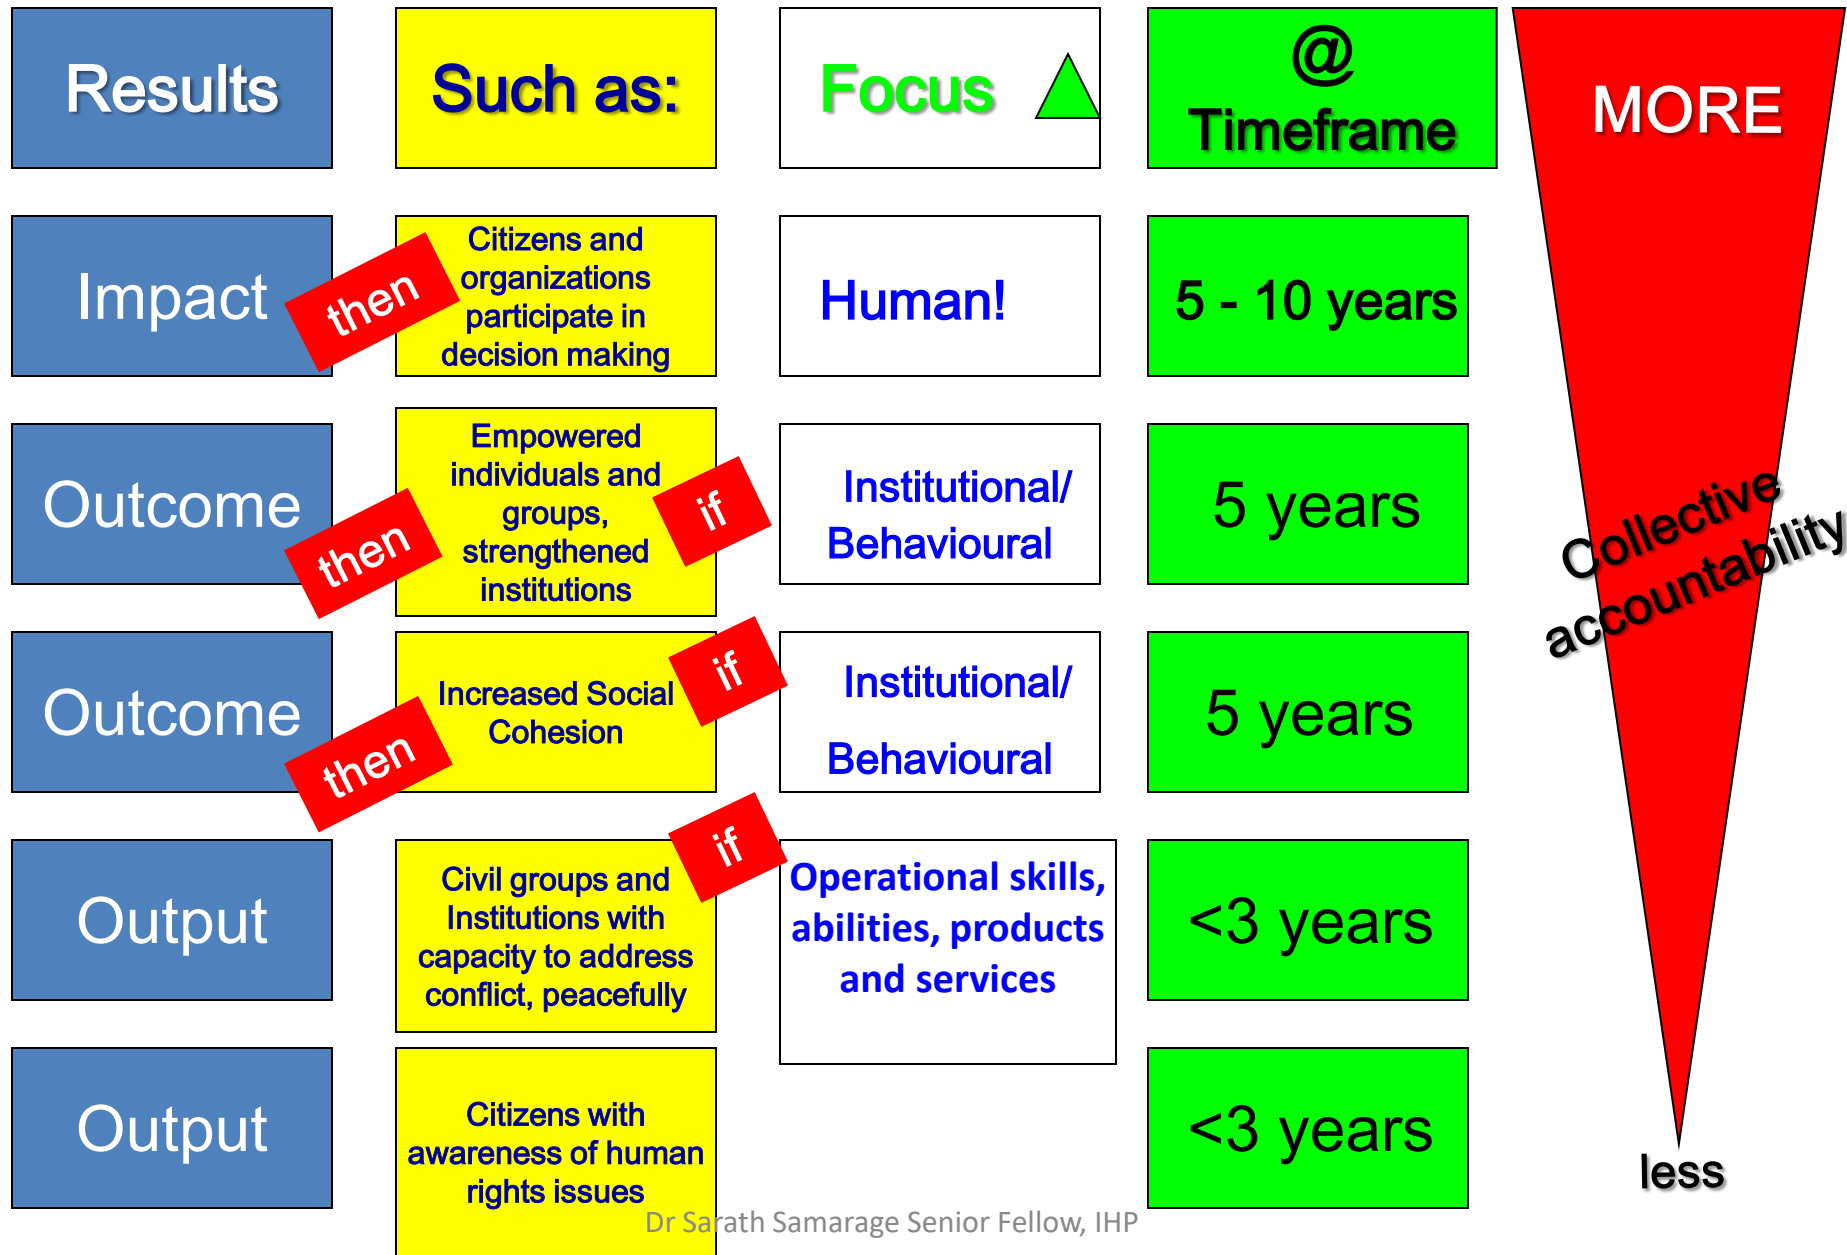 Results
Such as:
Focus
@
Timeframe
MORE
Impact
then
Citizens and
organizations
participate in
decision making
Human!
5 - 10 years
Outcome
then
Empowered
individuals and
groups,
strengthened
institutions
if
Institutional/
Behavioural
5 years
Collective
accountability
Outcome
then
Increased Social
Cohesion
if
Institutional/
Behavioural
5 years
Output
Civil groups and
Institutions with
capacity to address
conflict, peacefully
if
Operational skills,
abilities, products
and services
<3 years
Output
Citizens with
awareness of human
rights issues
<3 years
less
Dr Sarath Samarage Senior Fellow, IHP